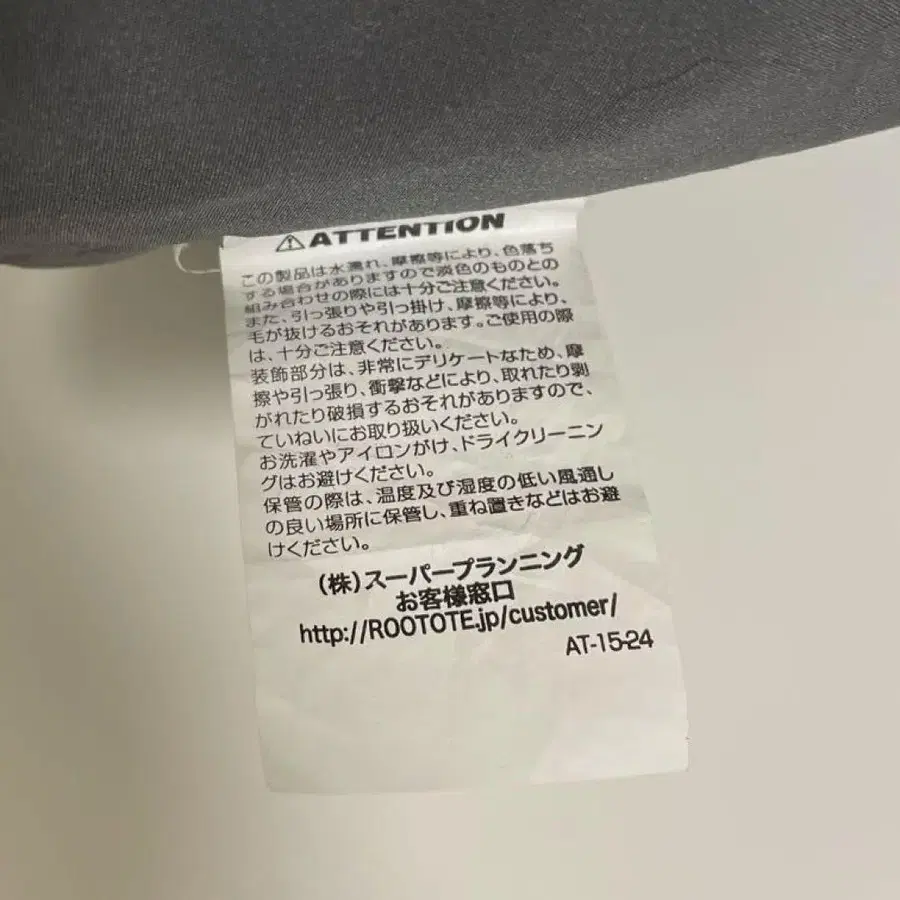 ⚠ATTENTION
この製品は水濡れ、摩擦等により、色落ち
する場合がありますので淡色のものとの
組み合わせの際には十分ご注意ください。
また、引っ張りや引っ掛け、摩擦等により、
毛が抜けるおそれがあります。ご使用の際
は、十分ご注意ください。
装飾部分は、非常にデリケートなため、摩
擦や引っ張り、衝撃などにより、取れたり剥
がれたり破損するおそれがありますので、
ていねいにお取り扱いください。
お洗濯やアイロンがけ、ドライクリーニン
グはお避けください。
保管の際は、温度及び湿度の低い風通し
の良い場所に保管し、重ね置きなどはお避
けください。
(株)スーパープランニング
お客様窓口
http://ROOTOTE.jp/customer/
AT-15-24